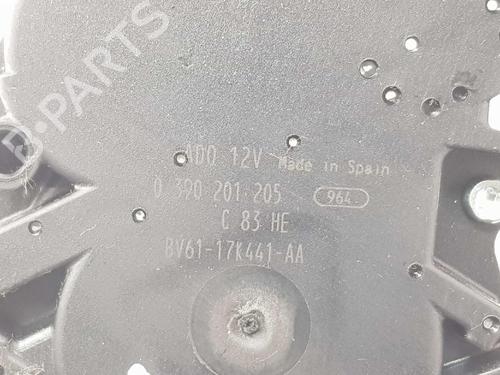 B-PARTS
ADO 12V Made in Spain
0 390 201 205 964
C 83 HE
BV61-17K441-AA